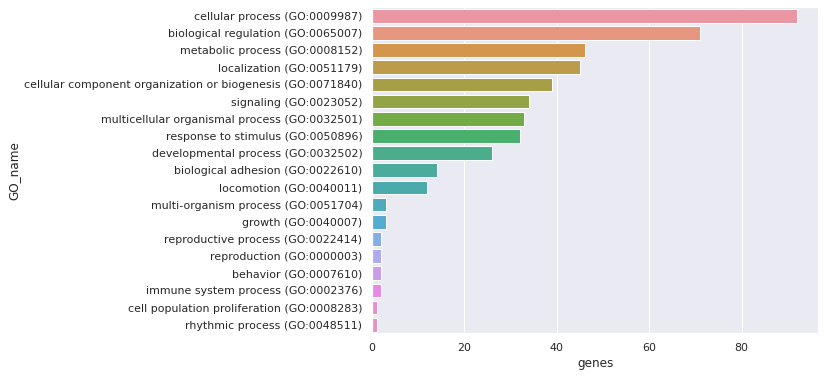 cellular process (GO:0009987)
biological regulation (GO:0065007)
metabolic process (GO:0008152)
localization (GO:0051179)
cellular component organization or biogenesis (GO:0071840)
signaling (GO:0023052)
multicellular organismal process (GO:0032501)
response to stimulus (GO:0050896)
developmental process (GO:0032502)
biological adhesion (GO:0022610)
locomotion (GO:0040011)
multi-organism process (GO:0051704)
growth (GO:0040007)
reproductive process (GO:0022414)
reproduction (GO:0000003)
behavior (GO:0007610)
immune system process (GO:0002376)
cell population proliferation (GO:0008283)
rhythmic process (GO:0048511)
GO_name
0 20 40 60 80
genes